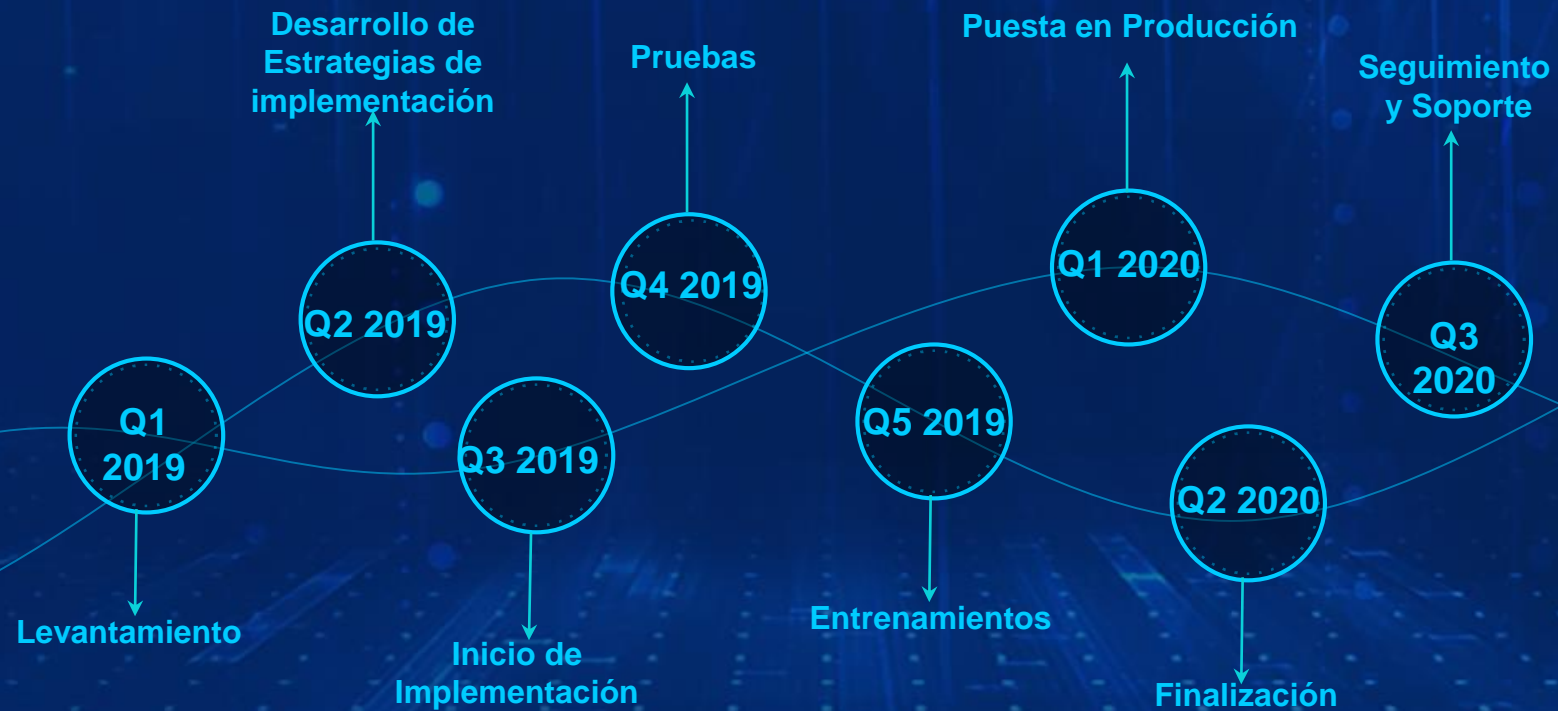 Desarrollo de
Estrategias de
implementación
Pruebas
Puesta en Producción
Seguimiento
y Soporte
Q1
2019
Q2 2019
Q3 2019
Q4 2019
Q5 2019
Q1 2020
Q2 2020
Q3
2020
Levantamiento
Inicio de
Implementación
Entrenamientos
Finalización